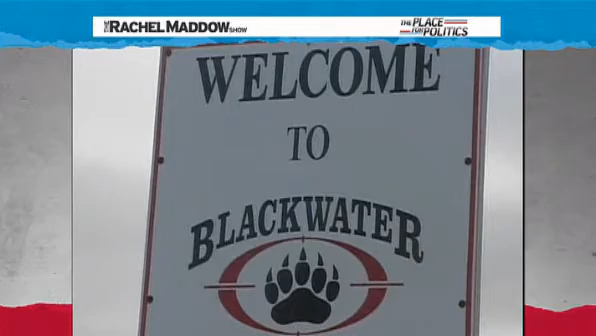 THE RACHEL MADDOW SHOW
THE PLACE FOR POLITICS
WELCOME
TO
BLACKWATER